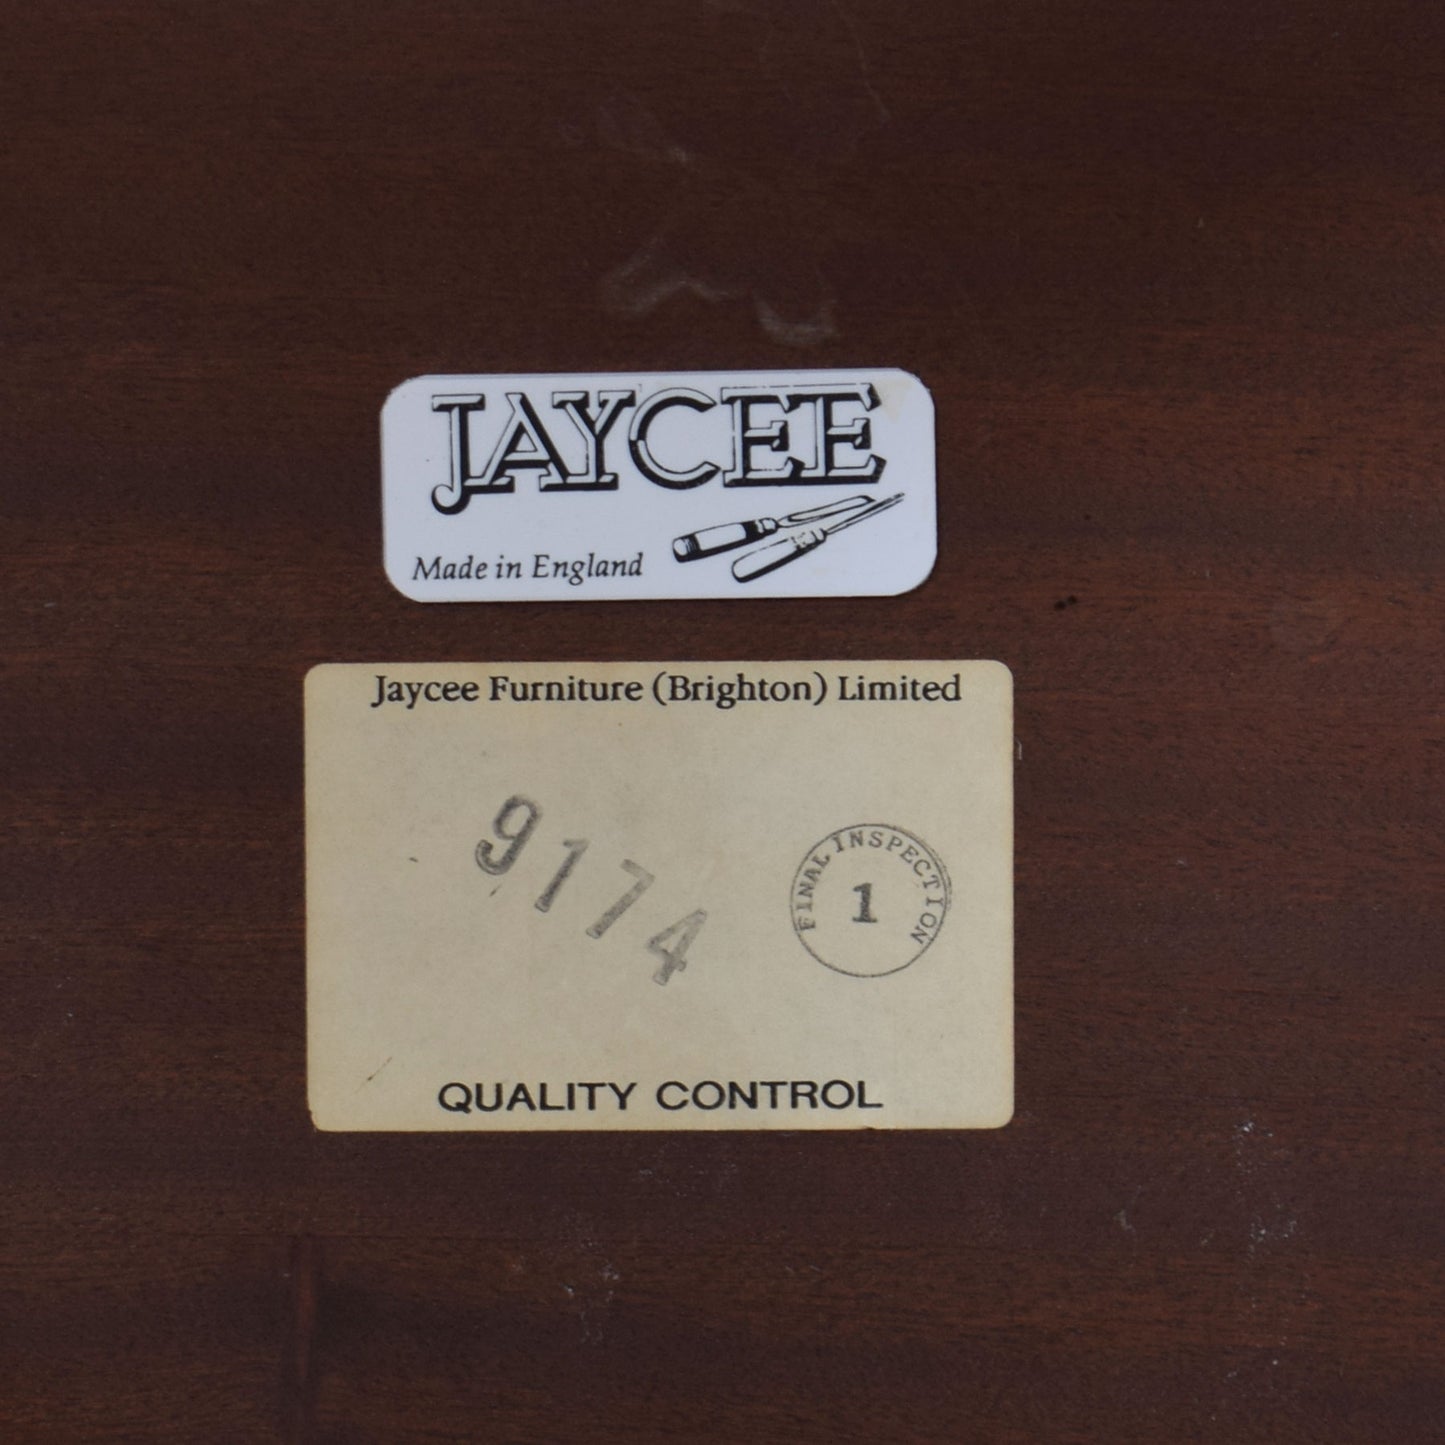 JAYCEE
Made in England
Jaycee Furniture (Brighton) Limited
9174
FINAL INSPECTION
1
QUALITY CONTROL